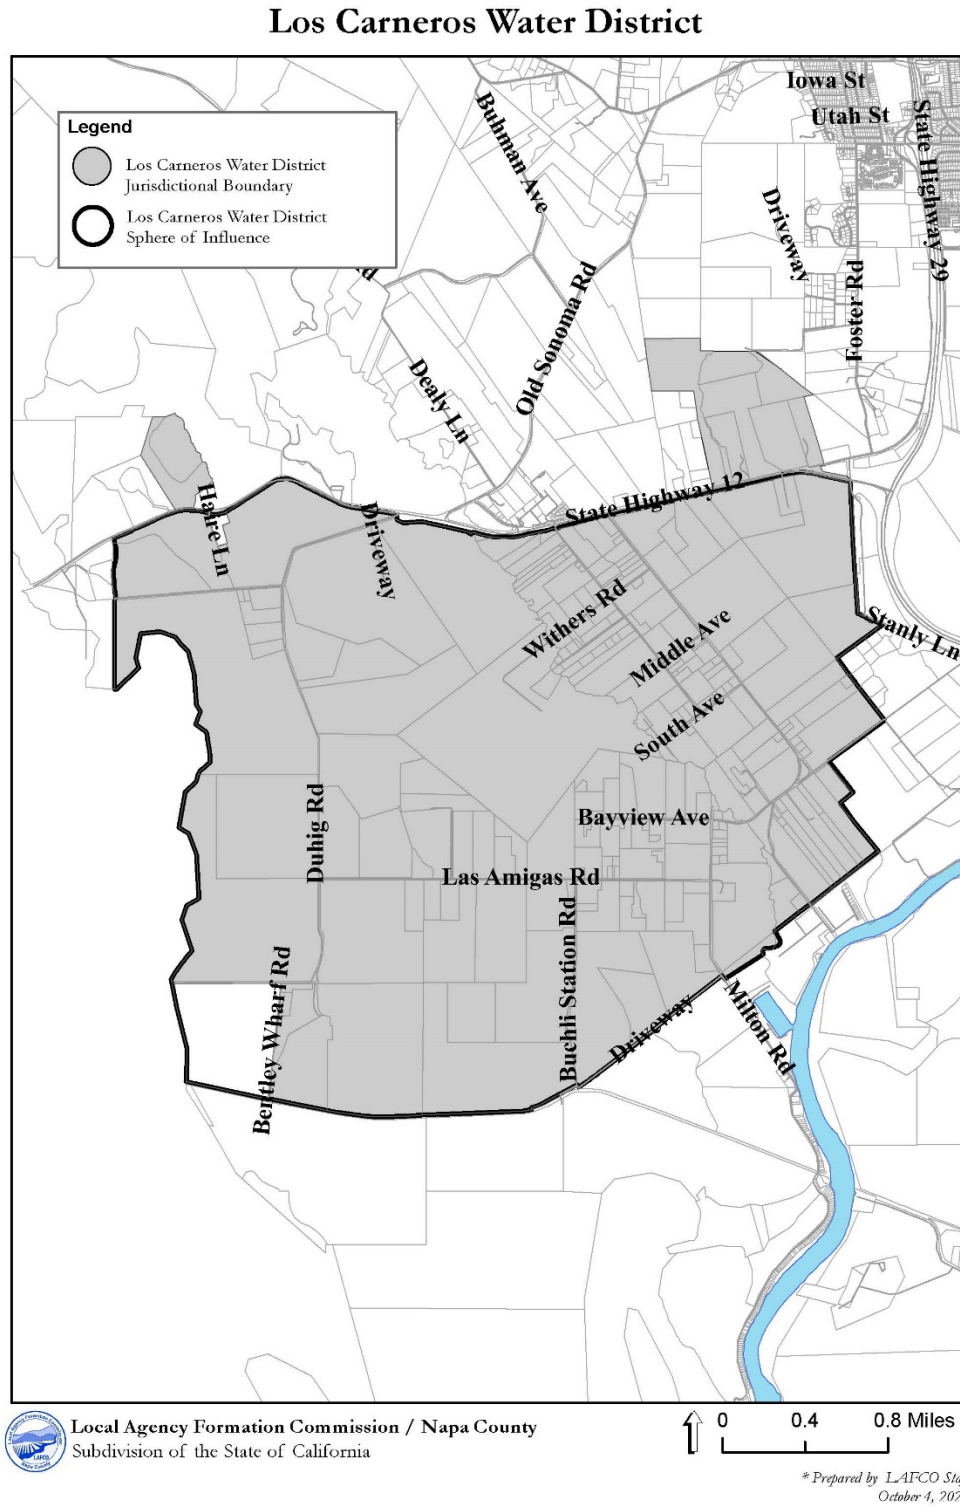 Los Carneros Water District
Legend
Los Carneros Water District
Jurisdictional Boundary
Los Carneros Water District
Sphere of Influence
Iowa St
Utah St
State Highway 29
Buhman Ave
Driveway
Foster Rd
Old Sonoma Rd
Dealy Ln
State Highway 12
Haire Ln
Driveway
Withers Rd
Middle Ave
Stanly Ln
South Ave
Duhig Rd
Bayview Ave
Las Amigas Rd
Buchli Station Rd
Bentley Wharf Rd
Driveway
Milton Rd
Local Agency Formation Commission / Napa County
Subdivision of the State of California
0 0.4 0.8 Miles
* Prepared by LAFCO
October 4,